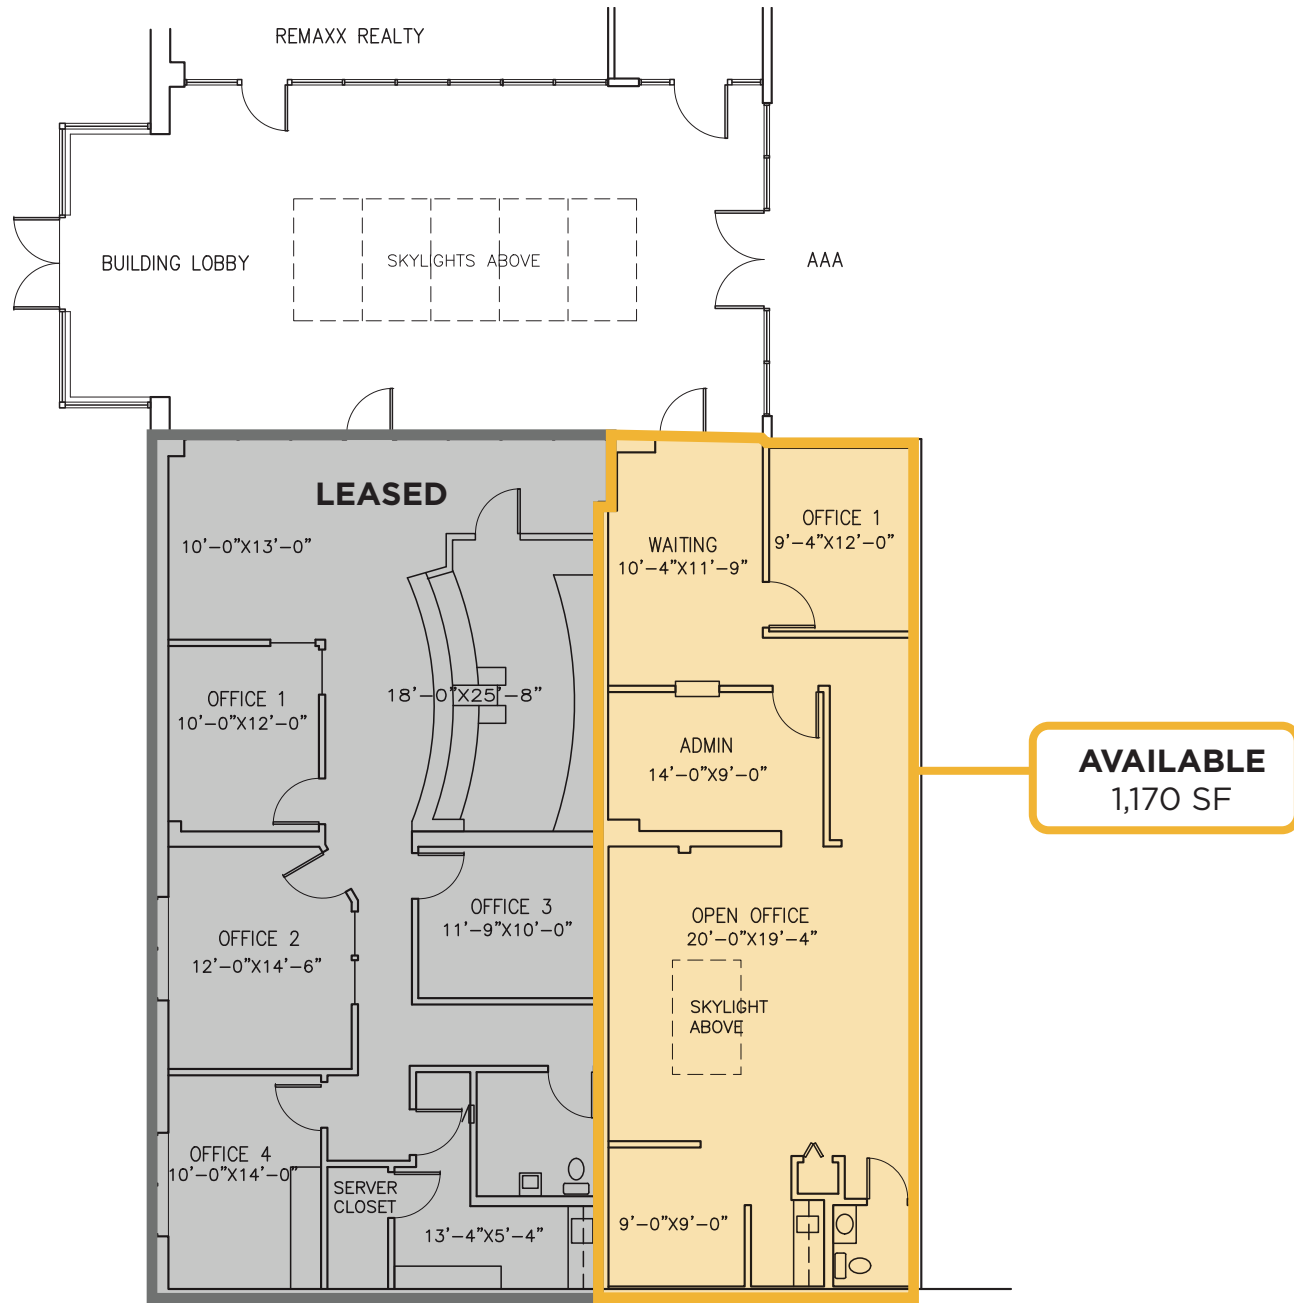 REMAXX REALTY
BUILDING LOBBY
SKYLIGHTS ABOVE
AAA
LEASED
10'-0"X13'-0"
OFFICE 1
10'-0"X12'-0"
18'-0"X25'-8"
OFFICE 2
12'-0"X14'-6"
OFFICE 3
11'-9"X10'-0"
OFFICE 4
10'-0"X14'-0"
SERVER
CLOSET
13'-4"X5'-4"
WAITING
10'-4"X11'-9"
OFFICE 1
9'-4"X12'-0"
ADMIN
14'-0"X9'-0"
OPEN OFFICE
20'-0"X19'-4"
SKYLIGHT
ABOVE
9'-0"X9'-0"
AVAILABLE
1,170 SF